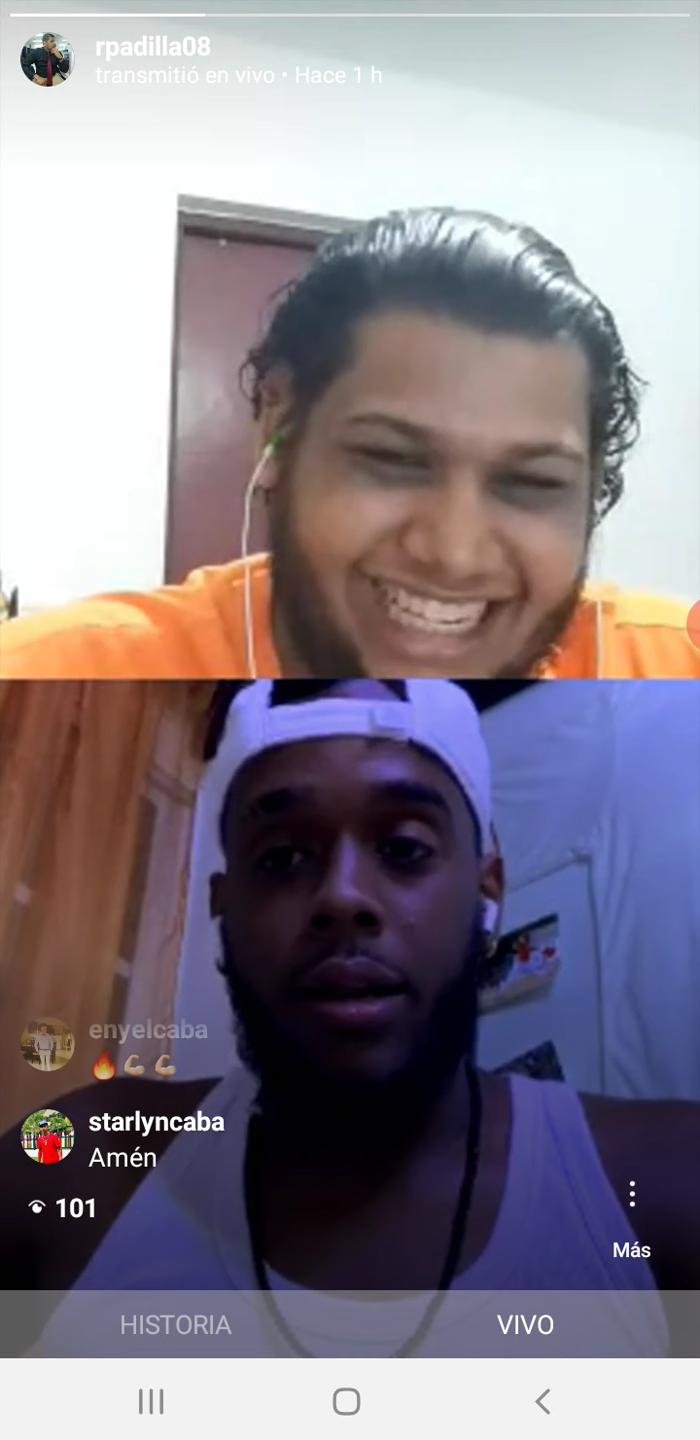 rpadilla08
transmitió en vivo • Hace 1 h
enyelcaba
🔥💪🏼💪🏼
starlyncaba
Amén
101
Más
HISTORIA
VIVO